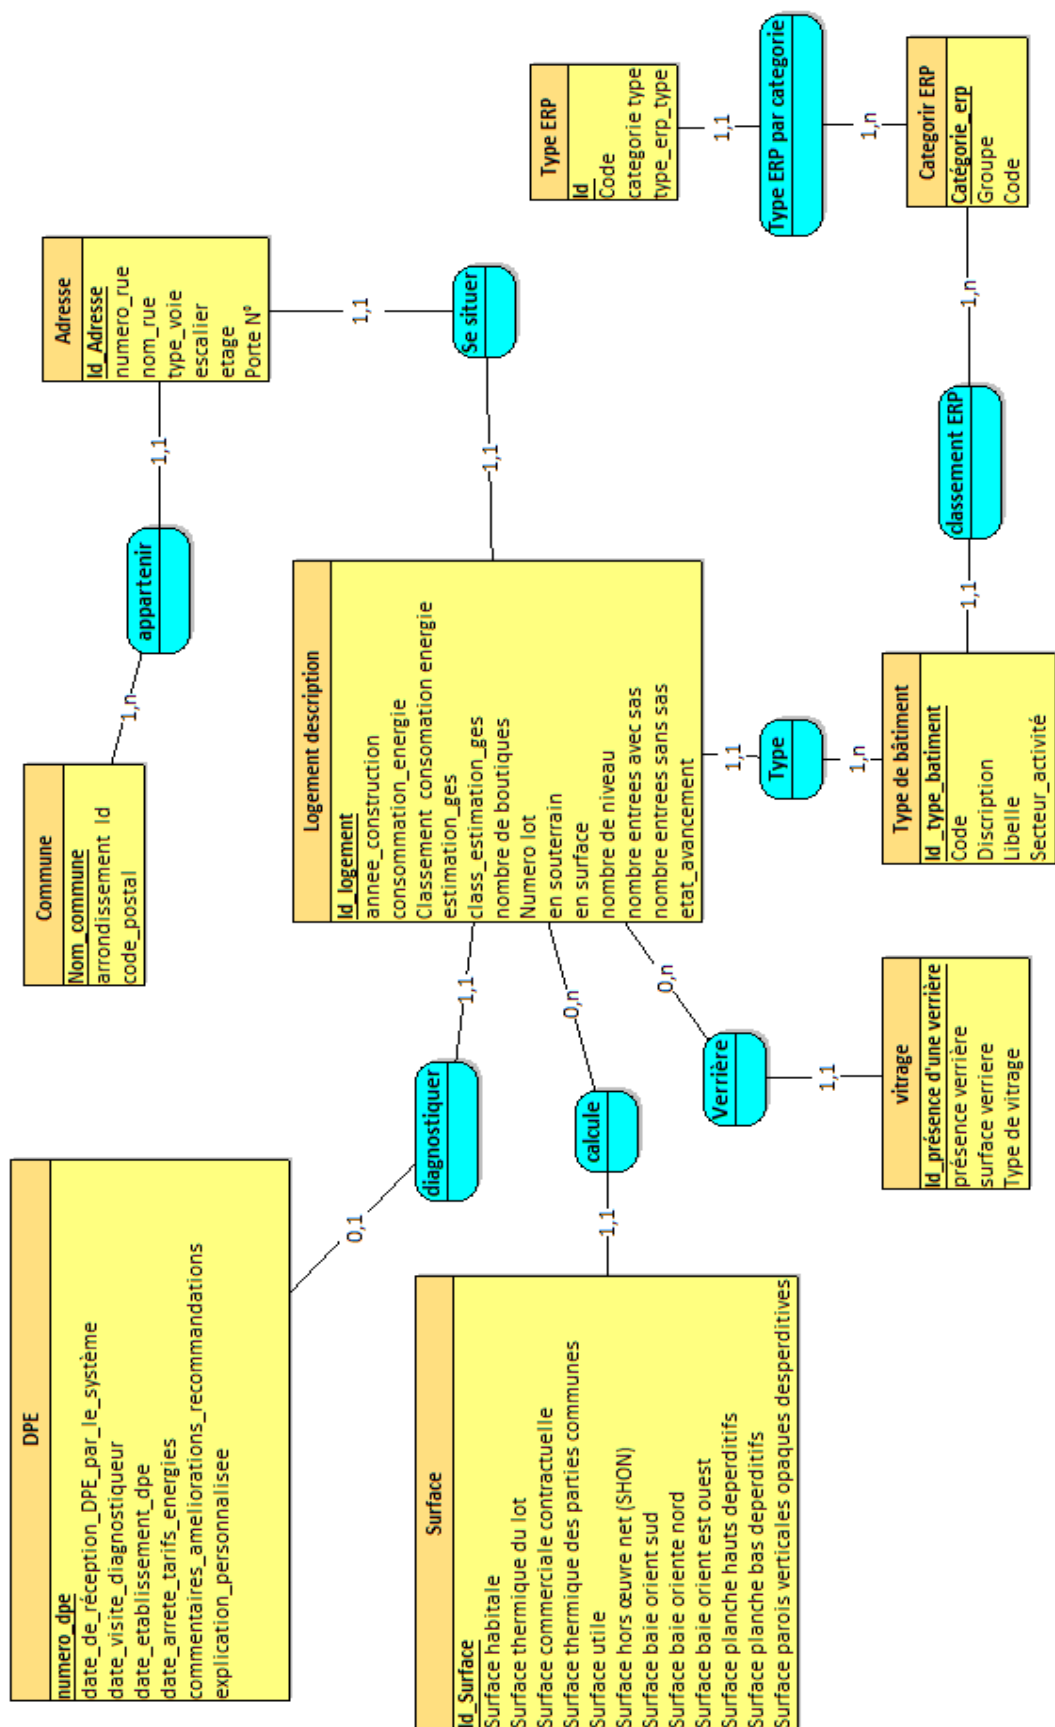 DPE
numero_dpe
date_de_réception_DPE_par_le_système
date_visite_diagnostiqueur
date_etablissement_dpe
date_arrete_tarifs_energies
commentaires_ameliorations_recommandations
explication_personnalisee
0,1
diagnostiquer
1,1
Commune
Nom_commune
arrondissement Id
code_postal
1,n
appartenir
1,1
Adresse
Id_Adresse
numero_rue
nom_rue
type_voie
escalier
etage
Porte N°
1,1
Se situer
1,1
Logement description
Id_logement
annee_construction
consommation_energie
Classement consomation energie
estimation_ges
class_estimation_ges
nombre de boutiques
Numero lot
en souterrain
en surface
nombre de niveau
nombre entrees avec sas
nombre entrees sans sas
etat_avancement
0,n
calcule
1,1
Surface
Id_Surface
Surface habitale
Surface thermique du lot
Surface commerciale contractuelle
Surface thermique des parties communes
Surface utile
Surface hors œuvre net (SHON)
Surface baie orient sud
Surface baie oriente nord
Surface baie orient est ouest
Surface planche hauts deperditifs
Surface planche bas deperditifs
Surface parois verticales opaques desperditives
0,n
Verrière
1,1
vitrage
Id_présence d'une verrière
présence verrière
surface verriere
Type de vitrage
1,1
Type
1,n
Type de bâtiment
Id _type_batiment
Code
Discription
Libelle
Secteur_activité
1,1
classement ERP
1,n
Categorir ERP
Catégorie_erp
Groupe
Code
1,n
Type ERP par categorie
1,1
Type ERP
Id
Code
categorie type
type_erp_type